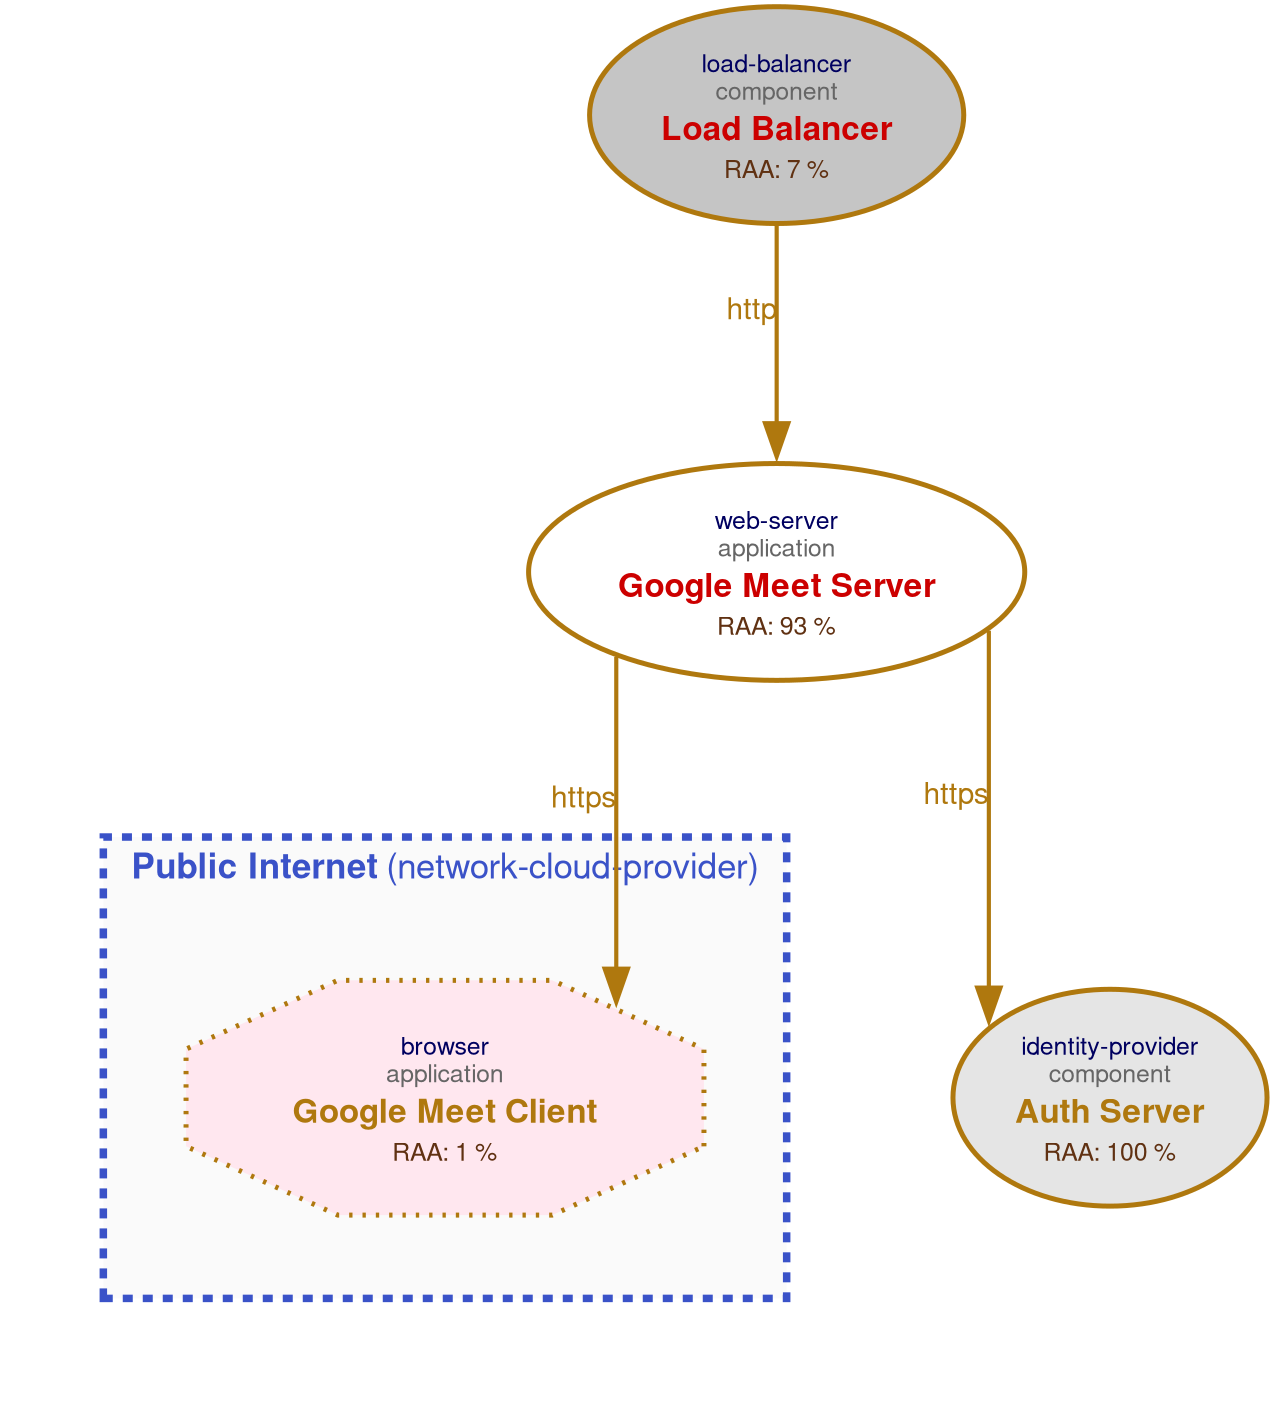 load-balancer
component
Load Balancer
RAA: 7 %
http
web-server
application
Google Meet Server
RAA: 93 %
https
https
Public Internet (network-cloud-provider)
browser
application
Google Meet Client
RAA: 1 %
identity-provider
component
Auth Server
RAA: 100 %